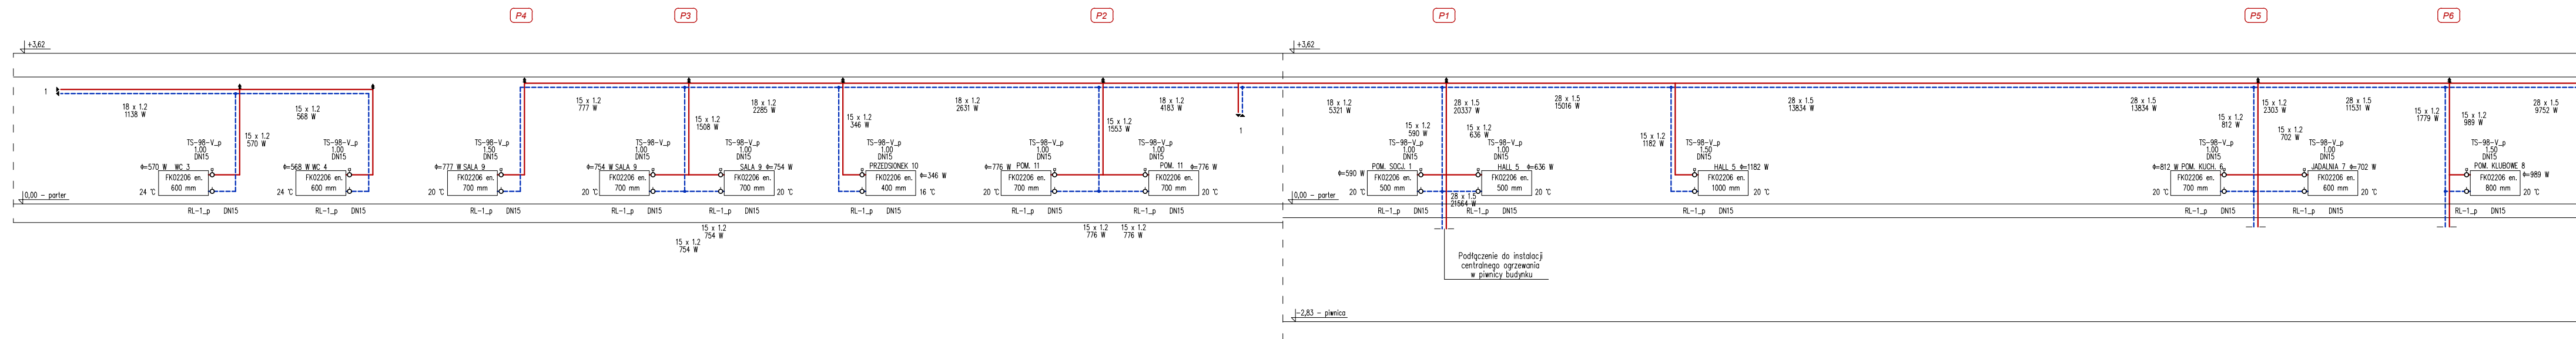 P4
P3
P2
P1
P5
P6
+3,62
+3,62
1
18 x 1.2
1138 W
15 x 1.2
568 W
15 x 1.2
777 W
18 x 1.2
2285 W
18 x 1.2
2631 W
18 x 1.2
4183 W
18 x 1.2
5321 W
28 x 1.5
20337 W
28 x 1.5
15016 W
28 x 1.5
13834 W
28 x 1.5
13834 W
15 x 1.2
2303 W
28 x 1.5
11531 W
15 x 1.2
1779 W
28 x 1.5
9752 W
15 x 1.2
570 W
15 x 1.2
1508 W
15 x 1.2
346 W
15 x 1.2
1553 W
1
15 x 1.2
590 W
15 x 1.2
636 W
15 x 1.2
1182 W
15 x 1.2
812 W
15 x 1.2
702 W
15 x 1.2
989 W
TS-98-V_p
1.00
DN15
Φ=570 W WC 3
FK02206 en.
600 mm
24 °C
RL-1_p DN15
TS-98-V_p
1.00
DN15
Φ=568 W WC 4
FK02206 en.
600 mm
24 °C
RL-1_p DN15
TS-98-V_p
1.50
DN15
Φ=777 W SALA 9
FK02206 en.
700 mm
20 °C
RL-1_p DN15
TS-98-V_p
1.00
DN15
Φ=754 W SALA 9
FK02206 en.
700 mm
20 °C
RL-1_p DN15
TS-98-V_p
1.00
DN15
SALA 9 Φ=754 W
FK02206 en.
700 mm
20 °C
RL-1_p DN15
15 x 1.2
754 W
15 x 1.2
754 W
TS-98-V_p
1.00
DN15
PRZEDSIONEK 10
Φ=346 W
FK02206 en.
400 mm
16 °C
RL-1_p DN15
TS-98-V_p
1.00
DN15
Φ=776 W POM. 11
FK02206 en.
700 mm
20 °C
RL-1_p DN15
TS-98-V_p
1.00
DN15
POM. 11 Φ=776 W
FK02206 en.
700 mm
20 °C
RL-1_p DN15
15 x 1.2
776 W
15 x 1.2
776 W
TS-98-V_p
1.00
DN15
POM. SOCJ. 1
Φ=590 W
FK02206 en.
500 mm
20 °C
RL-1_p DN15
TS-98-V_p
1.00
DN15
HALL 5 Φ=636 W
FK02206 en.
500 mm
20 °C
28 x 1.5
21564 W
RL-1_p DN15
TS-98-V_p
1.50
DN15
HALL 5 Φ=1182 W
FK02206 en.
1000 mm
20 °C
RL-1_p DN15
TS-98-V_p
1.00
DN15
Φ=812 W POM. KUCH. 6
FK02206 en.
700 mm
20 °C
RL-1_p DN15
TS-98-V_p
1.00
DN15
JADALNIA 7 Φ=702 W
FK02206 en.
600 mm
20 °C
RL-1_p DN15
TS-98-V_p
1.50
DN15
POM. KLUBOWE 8
Φ=989 W
FK02206 en.
800 mm
20 °C
RL-1_p DN15
0,00 - parter
0,00 - parter
Podłączenie do instalacji
centralnego ogrzewania
w piwnicy budynku
-2,83 - piwnica